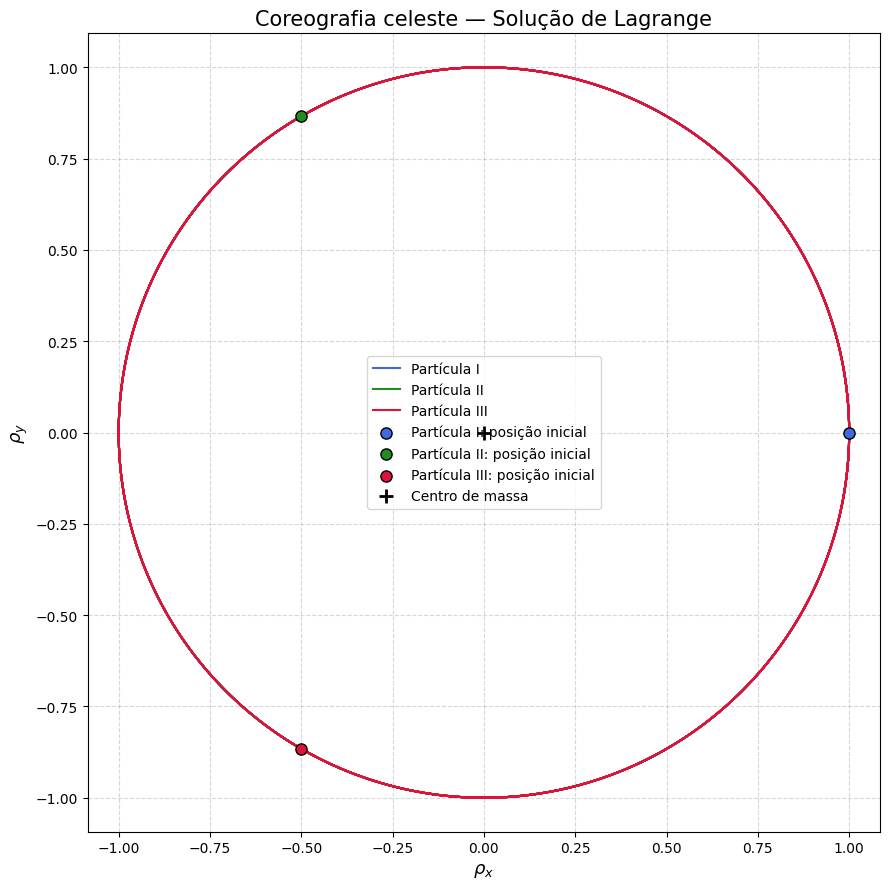 Coreografia celeste — Solução de Lagrange
1.00
0.75
0.50
0.25
0.00
−0.25
−0.50
−0.75
−1.00
ρy
Partícula I
Partícula II
Partícula III
Partícula I: posição inicial
Partícula II: posição inicial
Partícula III: posição inicial
Centro de massa
−1.00 −0.75 −0.50 −0.25 0.00 0.25 0.50 0.75 1.00
ρx